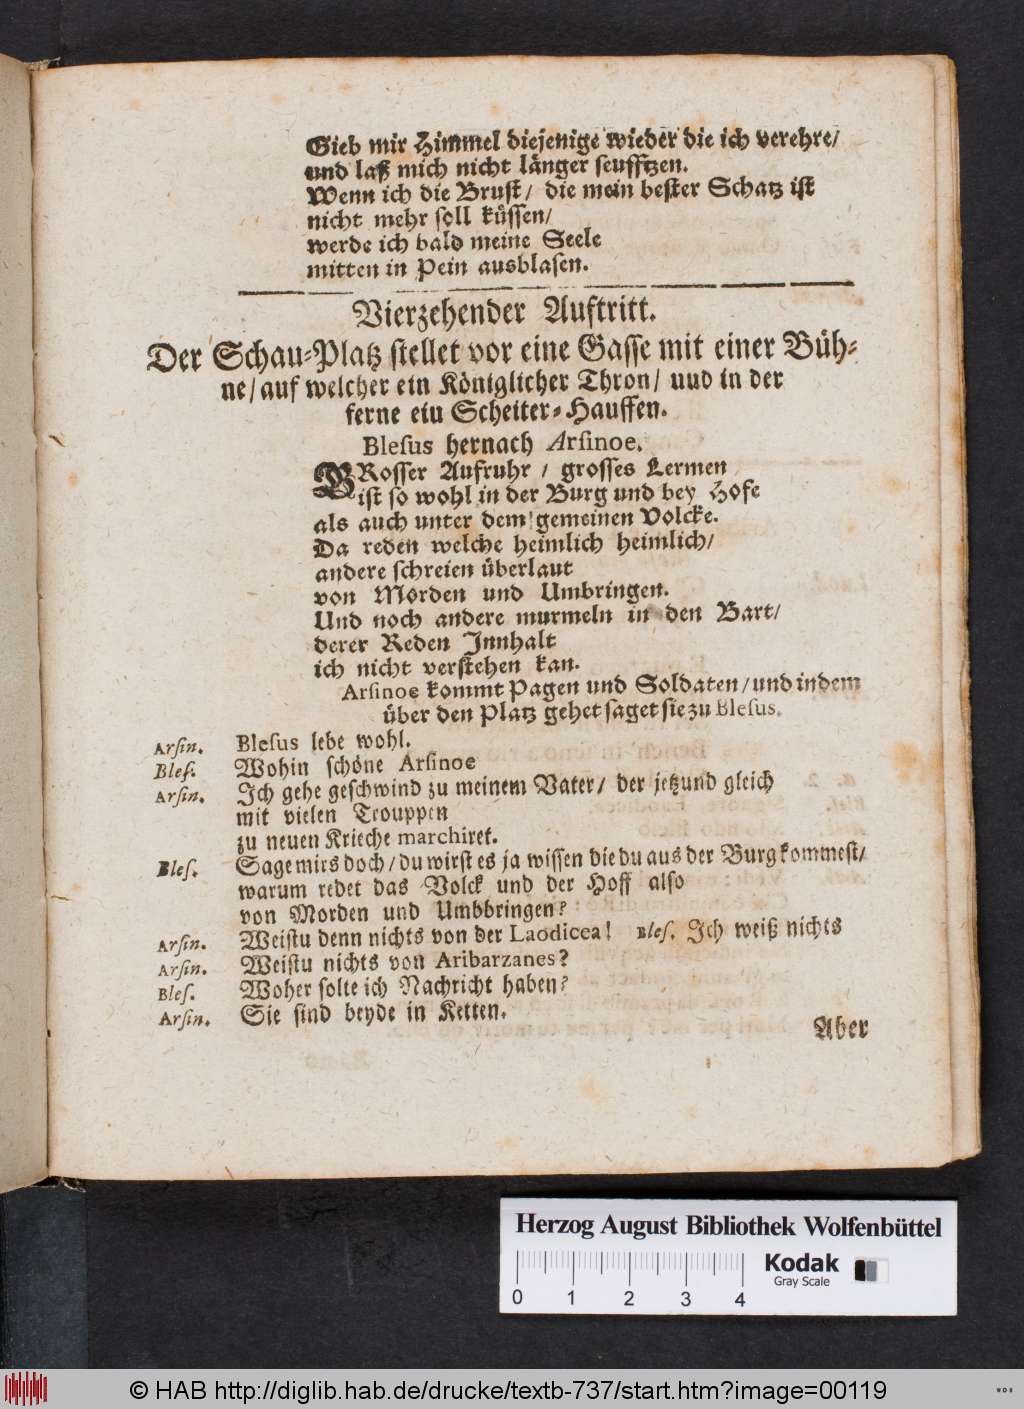 Gieb mir Himmel diejenige wieder die ich verehre/
und laß mich nicht länger seufftzen.
Wenn ich die Brust/ die mein bester Schatz ist
nicht mehr soll küssen/
werde ich bald meine Seele
mitten in Pein ausblasen.
Vierzehender Auftritt.
Der Schau-Platz stellet vor eine Gasse mit einer Büh-
ne/ auf welcher ein Königlicher Thron/ uud in der
ferne eiu Scheiter-Hauffen.
Blesus hernach Arsinoe.
GRosser Aufruhr / grosses Lermen
ist so wohl in der Burg und bey Hofe
als auch unter dem gemeinen Volcke.
Da reden welche heimlich heimlich/
andere schreien überlaut
von Morden und Umbringen.
Und noch andere murmeln in den Bart/
derer Reden Innhalt
ich nicht verstehen kan.
Arsinoe kommt Pagen und Soldaten/ und indem
über den Platz gehet saget sie zu Blesus.
Arsin. Blesus lebe wohl.
Bles. Wohin schöne Arsinoe
Arsin. Ich gehe geschwind zu meinem Vater/ der jetzund gleich
mit vielen Trouppen
zu neuen Krieche marchiret.
Bles. Sage mirs doch/ du wirst es ja wissen die du aus der Burg kommest/
warum redet das Volck und der Hoff also
von Morden und Umbbringen?
Arsin. Weistu denn nichts von der Laodicea! Bles. Ich weiß nichts
Arsin. Weistu nichts von Aribarzanes?
Bles. Woher solte ich Nachricht haben?
Arsin. Sie sind beyde in Ketten.
Aber
Herzog August Bibliothek Wolfenbüttel
0 1 2 3 4
Kodak
Gray Scale
© HAB http://diglib.hab.de/drucke/textb-737/start.htm?image=00119